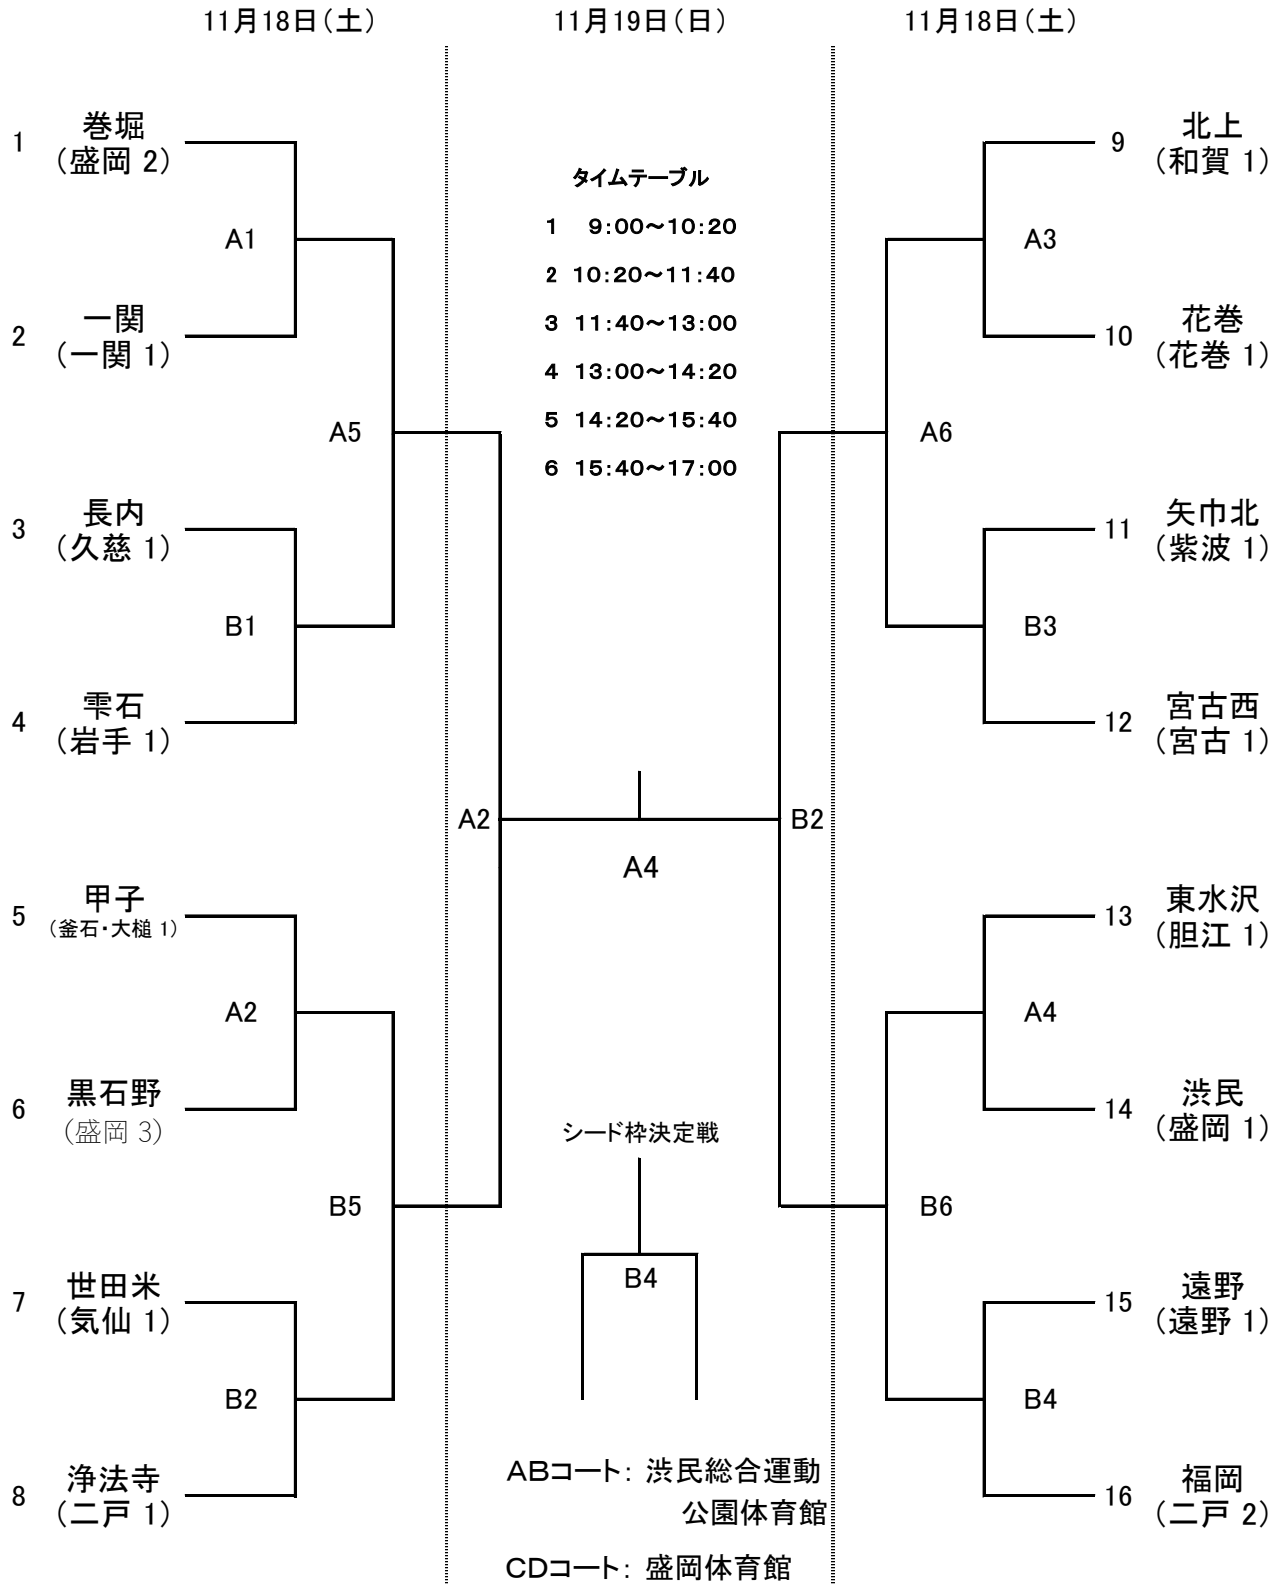 11月18日(土)
11月19日(日)
11月18日(土)
1
巻堀
(盛岡 2)
A1
2
一関
(一関 1)
A5
3
長内
(久慈 1)
B1
4
雫石
(岩手 1)
A2
5
甲子
(釜石・大槌 1)
A2
6
黒石野
(盛岡 3)
B5
7
世田米
(気仙 1)
B2
8
浄法寺
(二戸 1)
タイムテーブル
1 9:00～10:20
2 10:20～11:40
3 11:40～13:00
4 13:00～14:20
5 14:20～15:40
6 15:40～17:00
A4
シード枠決定戦
B4
ABコート: 渋民総合運動
公園体育館
CDコート: 盛岡体育館
9
北上
(和賀 1)
A3
10
花巻
(花巻 1)
A6
11
矢巾北
(紫波 1)
B3
12
宮古西
(宮古 1)
B2
13
東水沢
(胆江 1)
A4
14
渋民
(盛岡 1)
B6
15
遠野
(遠野 1)
B4
16
福岡
(二戸 2)